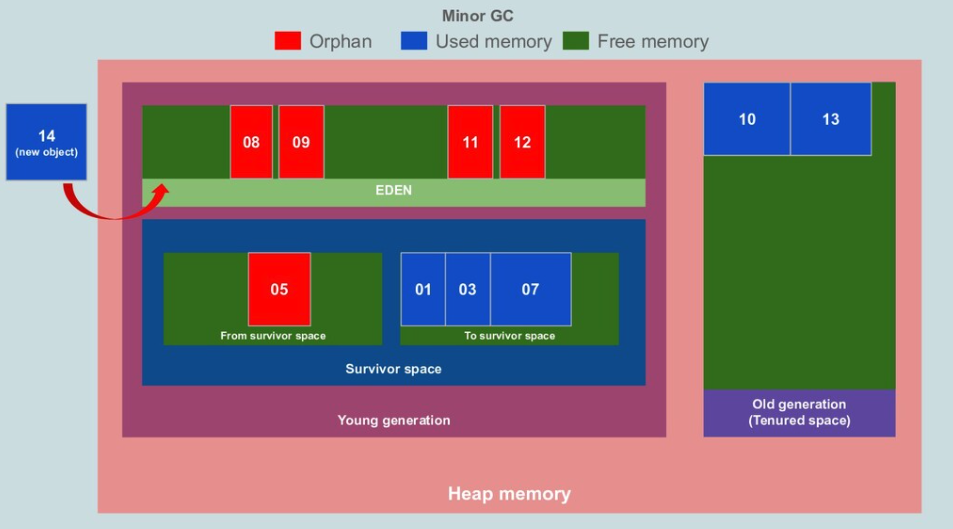 Minor GC
Orphan
Used memory
Free memory
14
(new object)
08
09
11
12
EDEN
05
From survivor space
01
03
07
To survivor space
Survivor space
Young generation
10
13
Old generation
(Tenured space)
Heap memory